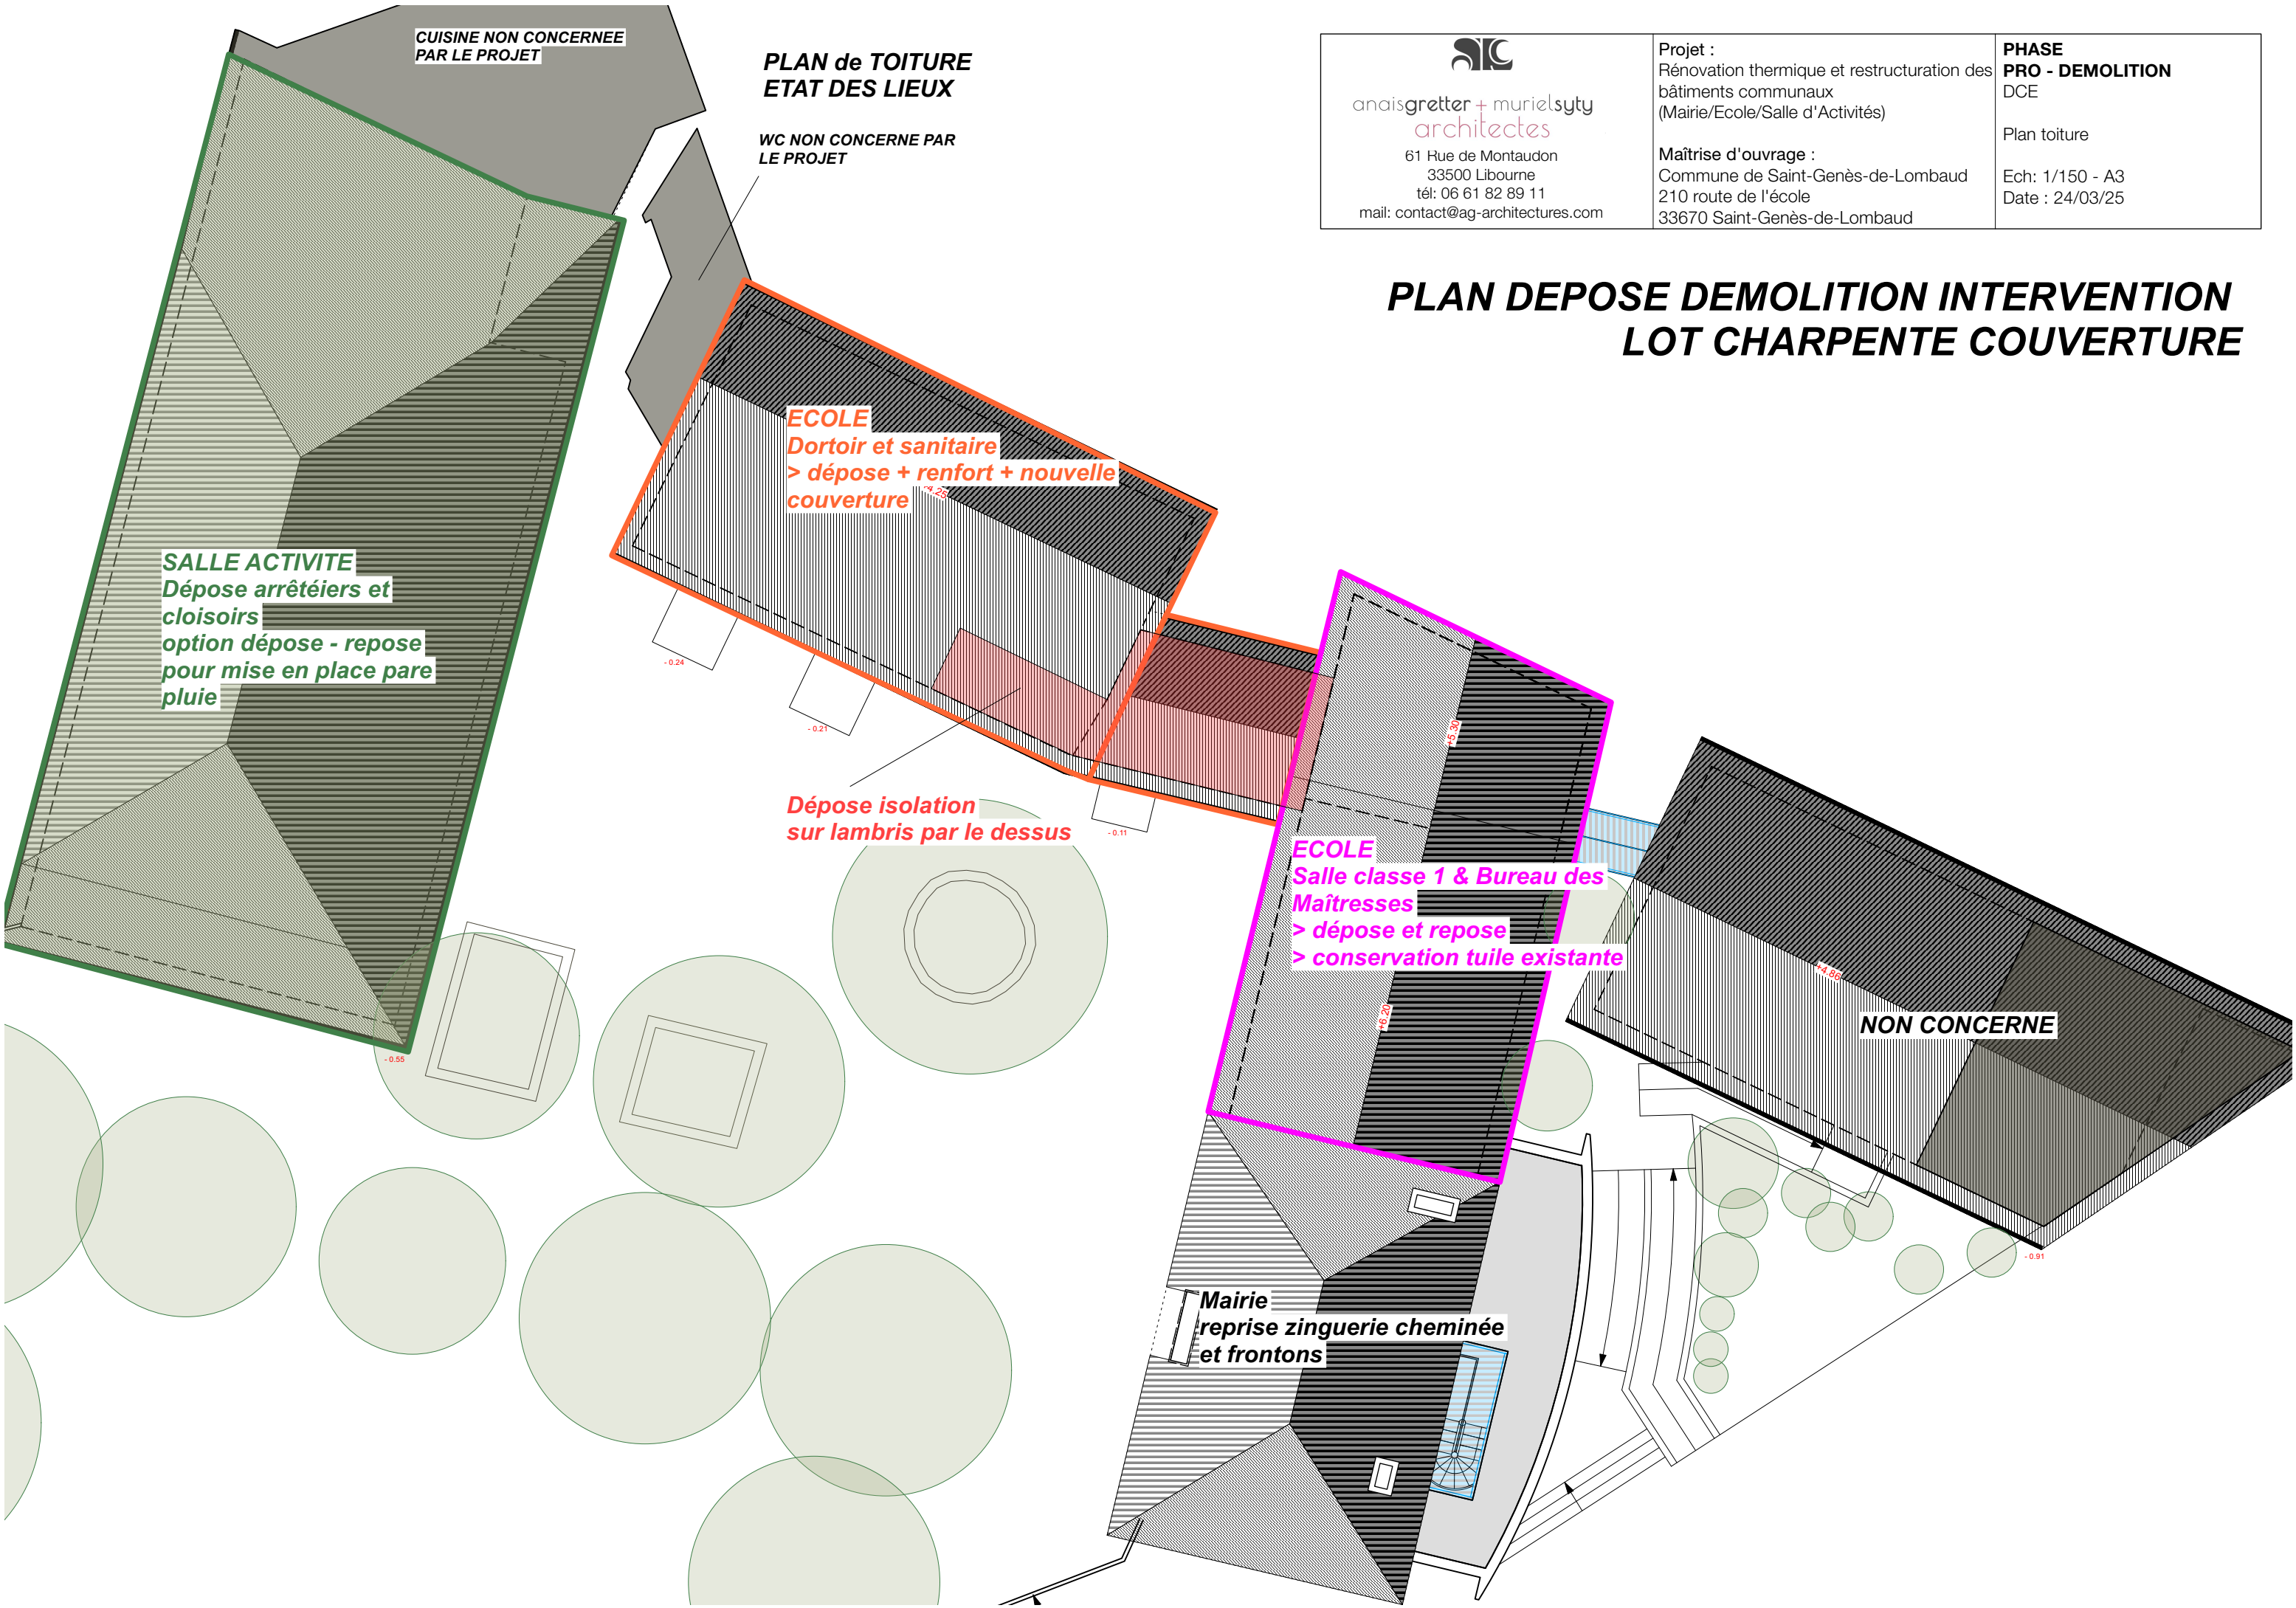 CUISINE NON CONCERNEE
PAR LE PROJET
PLAN de TOITURE
ETAT DES LIEUX
WC NON CONCERNE PAR
LE PROJET
anaisgretter + murielsyty
architectes
61 Rue de Montaudon
33500 Libourne
tél: 06 61 82 89 11
mail: contact@ag-architectures.com
Projet :
Rénovation thermique et restructuration des
bâtiments communaux
(Mairie/Ecole/Salle d'Activités)
Maîtrise d'ouvrage :
Commune de Saint-Genès-de-Lombaud
210 route de l'école
33670 Saint-Genès-de-Lombaud
PHASE
PRO - DEMOLITION
DCE
Plan toiture
Ech: 1/150 - A3
Date : 24/03/25
PLAN DEPOSE DEMOLITION INTERVENTION
LOT CHARPENTE COUVERTURE
ECOLE
Dortoir et sanitaire
> dépose + renfort + nouvelle
couverture
SALLE ACTIVITE
Dépose arrêtéiers et
cloisoirs
option dépose - repose
pour mise en place pare
pluie
- 0.24
- 0.21
+5.30
Dépose isolation
sur lambris par le dessus
- 0.11
ECOLE
Salle classe 1 & Bureau des
Maîtresses
> dépose et repose
> conservation tuile existante
+4.86
+6.20
NON CONCERNE
- 0.55
- 0.91
Mairie
reprise zinguerie cheminée
et frontons